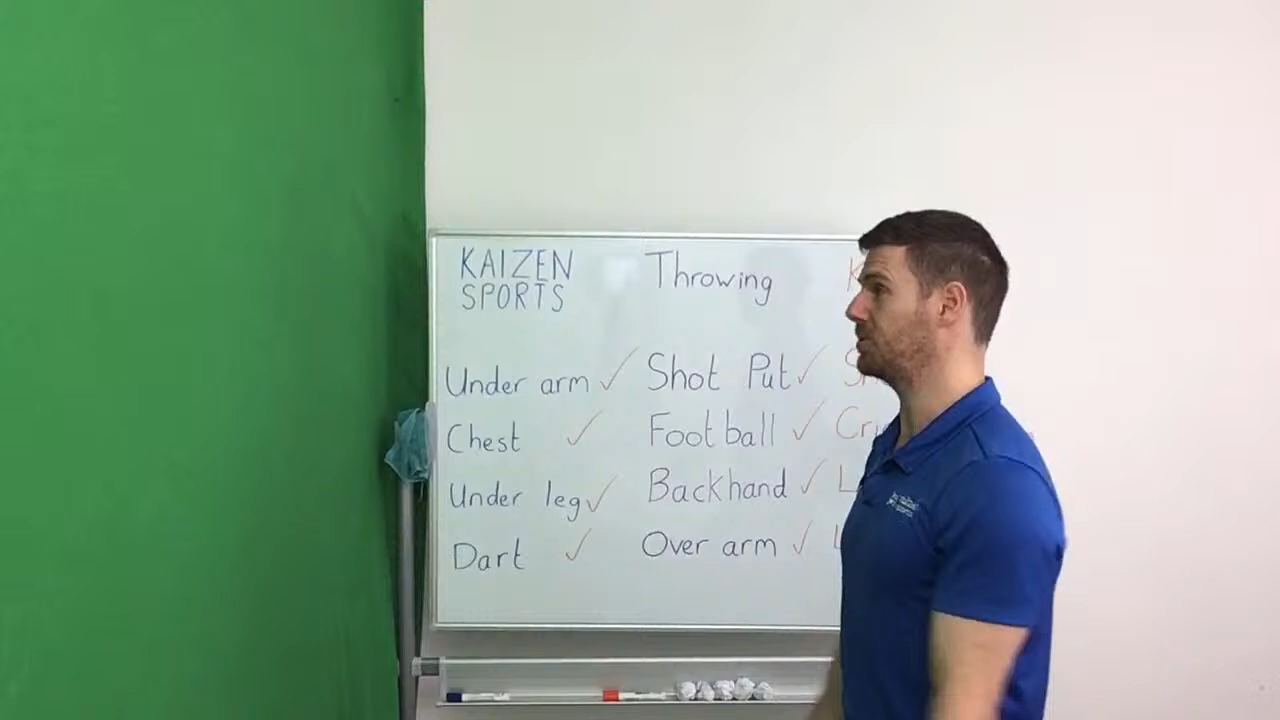 KAIZEN
SPORTS
Throwing
Under arm ✓
Shot Put ✓
Chest ✓
Football ✓
Under leg ✓
Backhand ✓
Dart ✓
Over arm ✓